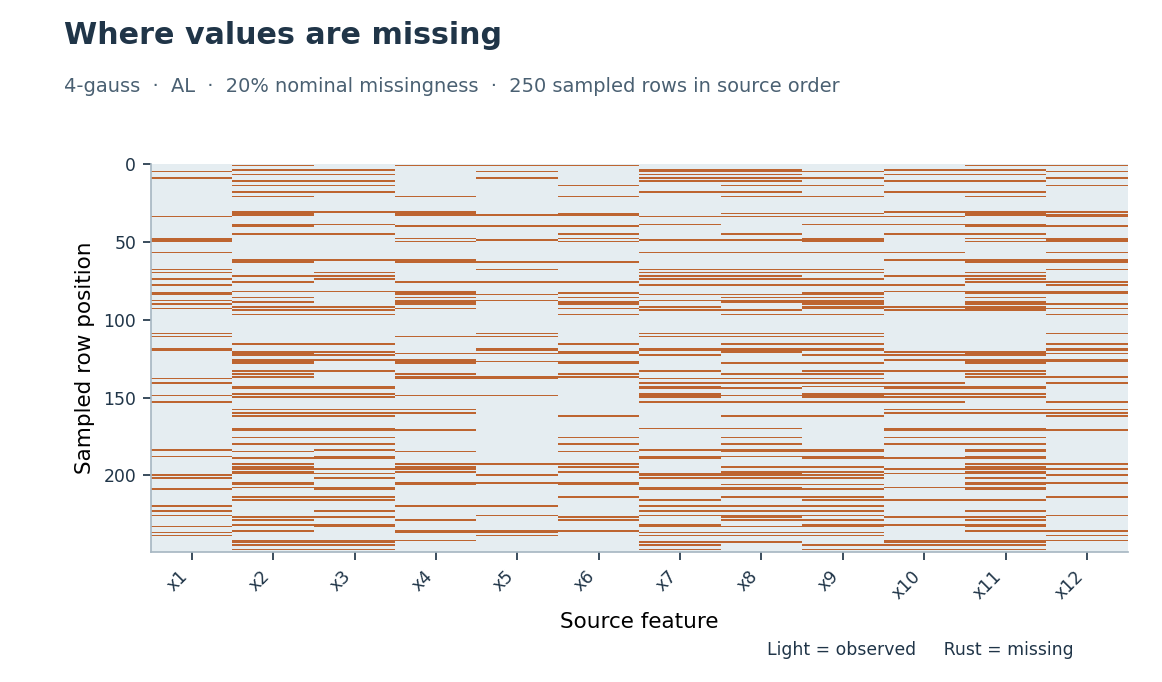 Where values are missing
4-gauss · AL · 20% nominal missingness · 250 sampled rows in source order
0
50
100
150
200
Sampled row position
x1 x2 x3 x4 x5 x6 x7 x8 x9 x10 x11 x12
Source feature
Light = observed Rust = missing